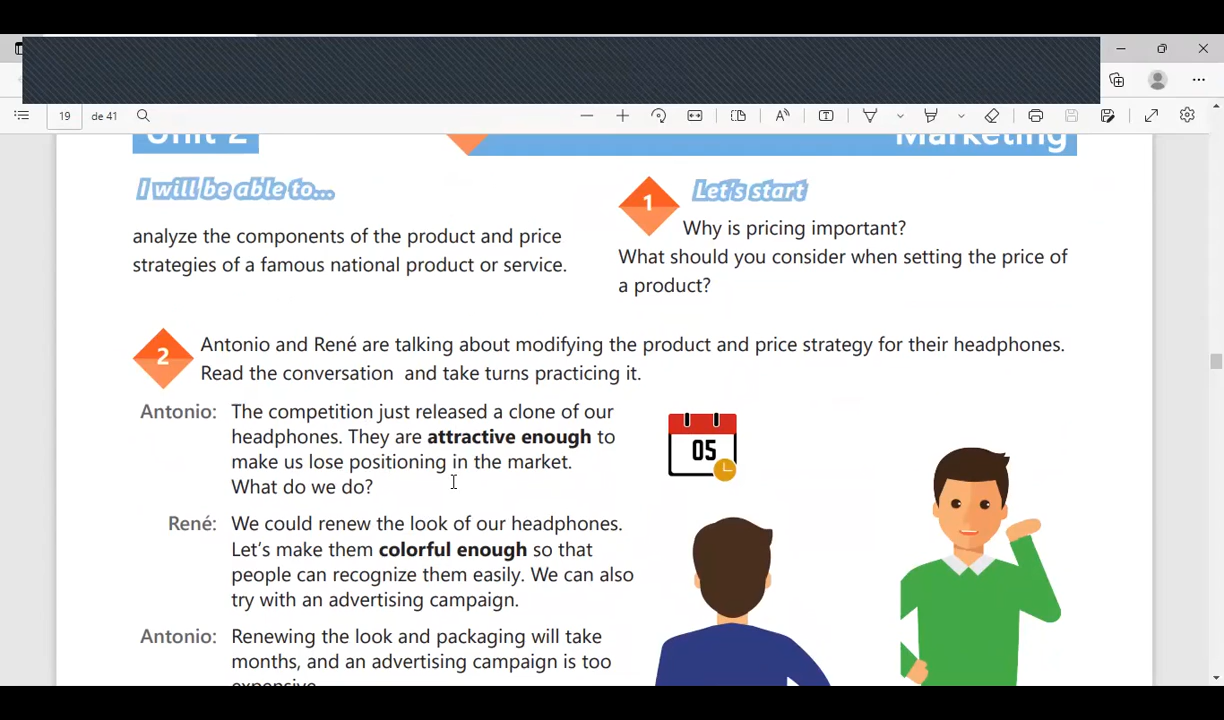 19 de 41
Unit 2
Marketing
I will be able to...
analyze the components of the product and price
strategies of a famous national product or service.
1 Let's start
Why is pricing important?
What should you consider when setting the price of
a product?
2 Antonio and René are talking about modifying the product and price strategy for their headphones.
Read the conversation and take turns practicing it.
Antonio: The competition just released a clone of our
headphones. They are attractive enough to
make us lose positioning in the market.
What do we do?
René: We could renew the look of our headphones.
Let's make them colorful enough so that
people can recognize them easily. We can also
try with an advertising campaign.
Antonio: Renewing the look and packaging will take
months, and an advertising campaign is too
expensive
05